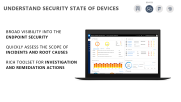 UNDERSTAND SECURITY STATE OF DEVICES
BROAD VISIBILITY INTO THE
ENDPOINT SECURITY
QUICKLY ASSESS THE SCOPE OF
INCIDENTS AND ROOT CAUSES
RICH TOOLSET FOR INVESTIGATION
AND REMEDIATION ACTIONS